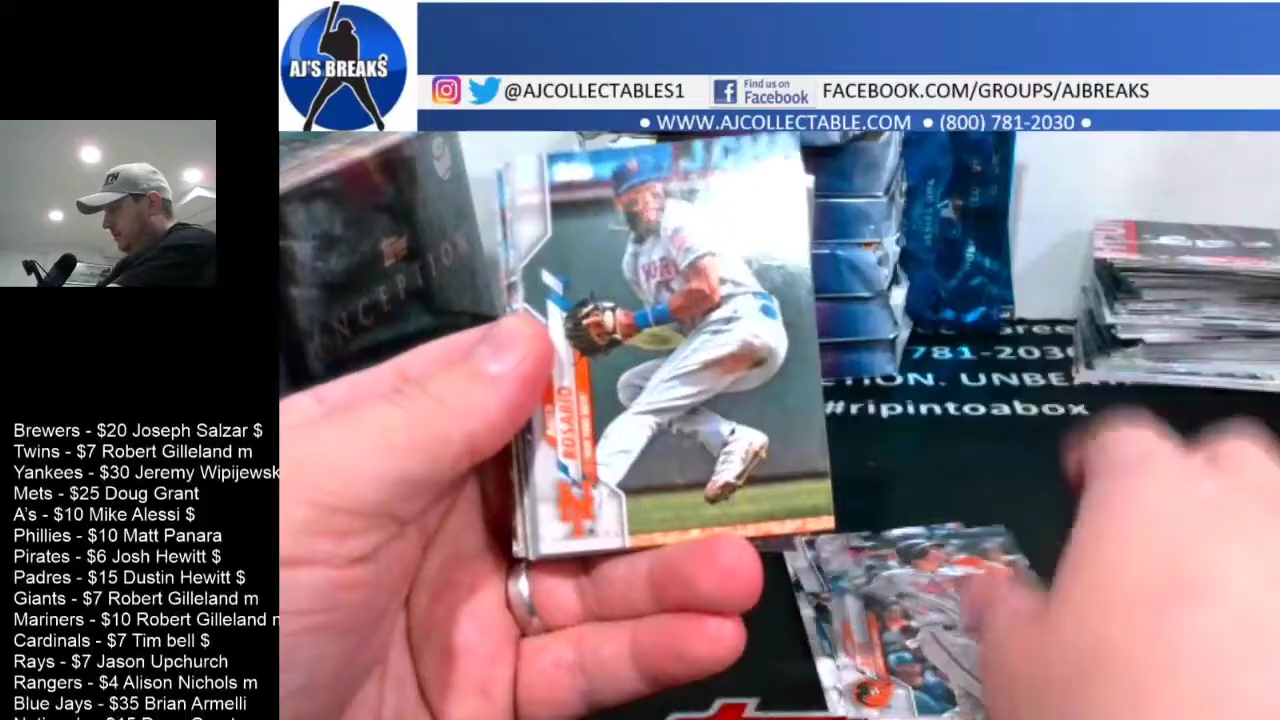 AJ'S BREAKS
@AJCOLLECTABLES1
Find us on
Facebook
FACEBOOK.COM/GROUPS/AJBREAKS
• WWW.AJCOLLECTABLE.COM • (800) 781-2030 •
INCEPTION
ROSARIO
781-2030
#ripintoabox
Brewers - $20 Joseph Salzar $
Twins - $7 Robert Gilleland m
Yankees - $30 Jeremy Wipijewsk
Mets - $25 Doug Grant
A's - $10 Mike Alessi $
Phillies - $10 Matt Panara
Pirates - $6 Josh Hewitt $
Padres - $15 Dustin Hewitt $
Giants - $7 Robert Gilleland m
Mariners - $10 Robert Gilleland m
Cardinals - $7 Tim bell $
Rays - $7 Jason Upchurch
Rangers - $4 Alison Nichols m
Blue Jays - $35 Brian Armelli